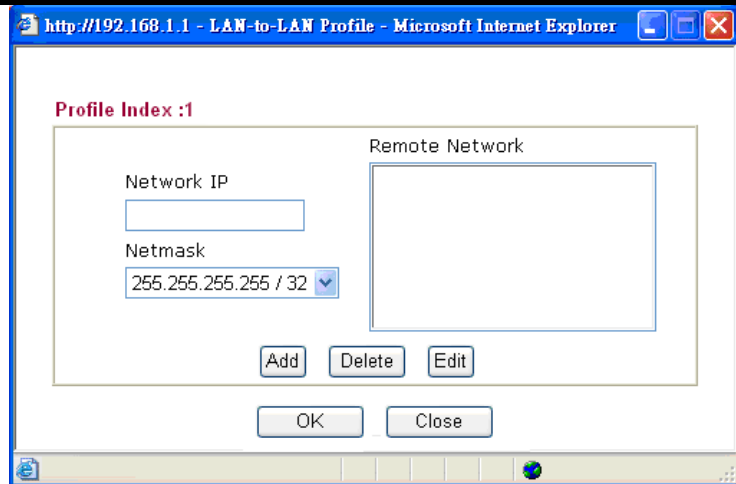 http://192.168.1.1 - LAN-to-LAN Profile - Microsoft Internet Explorer
Profile Index :1
Remote Network
Network IP
Netmask
255.255.255.255 / 32
Add Delete Edit
OK Close